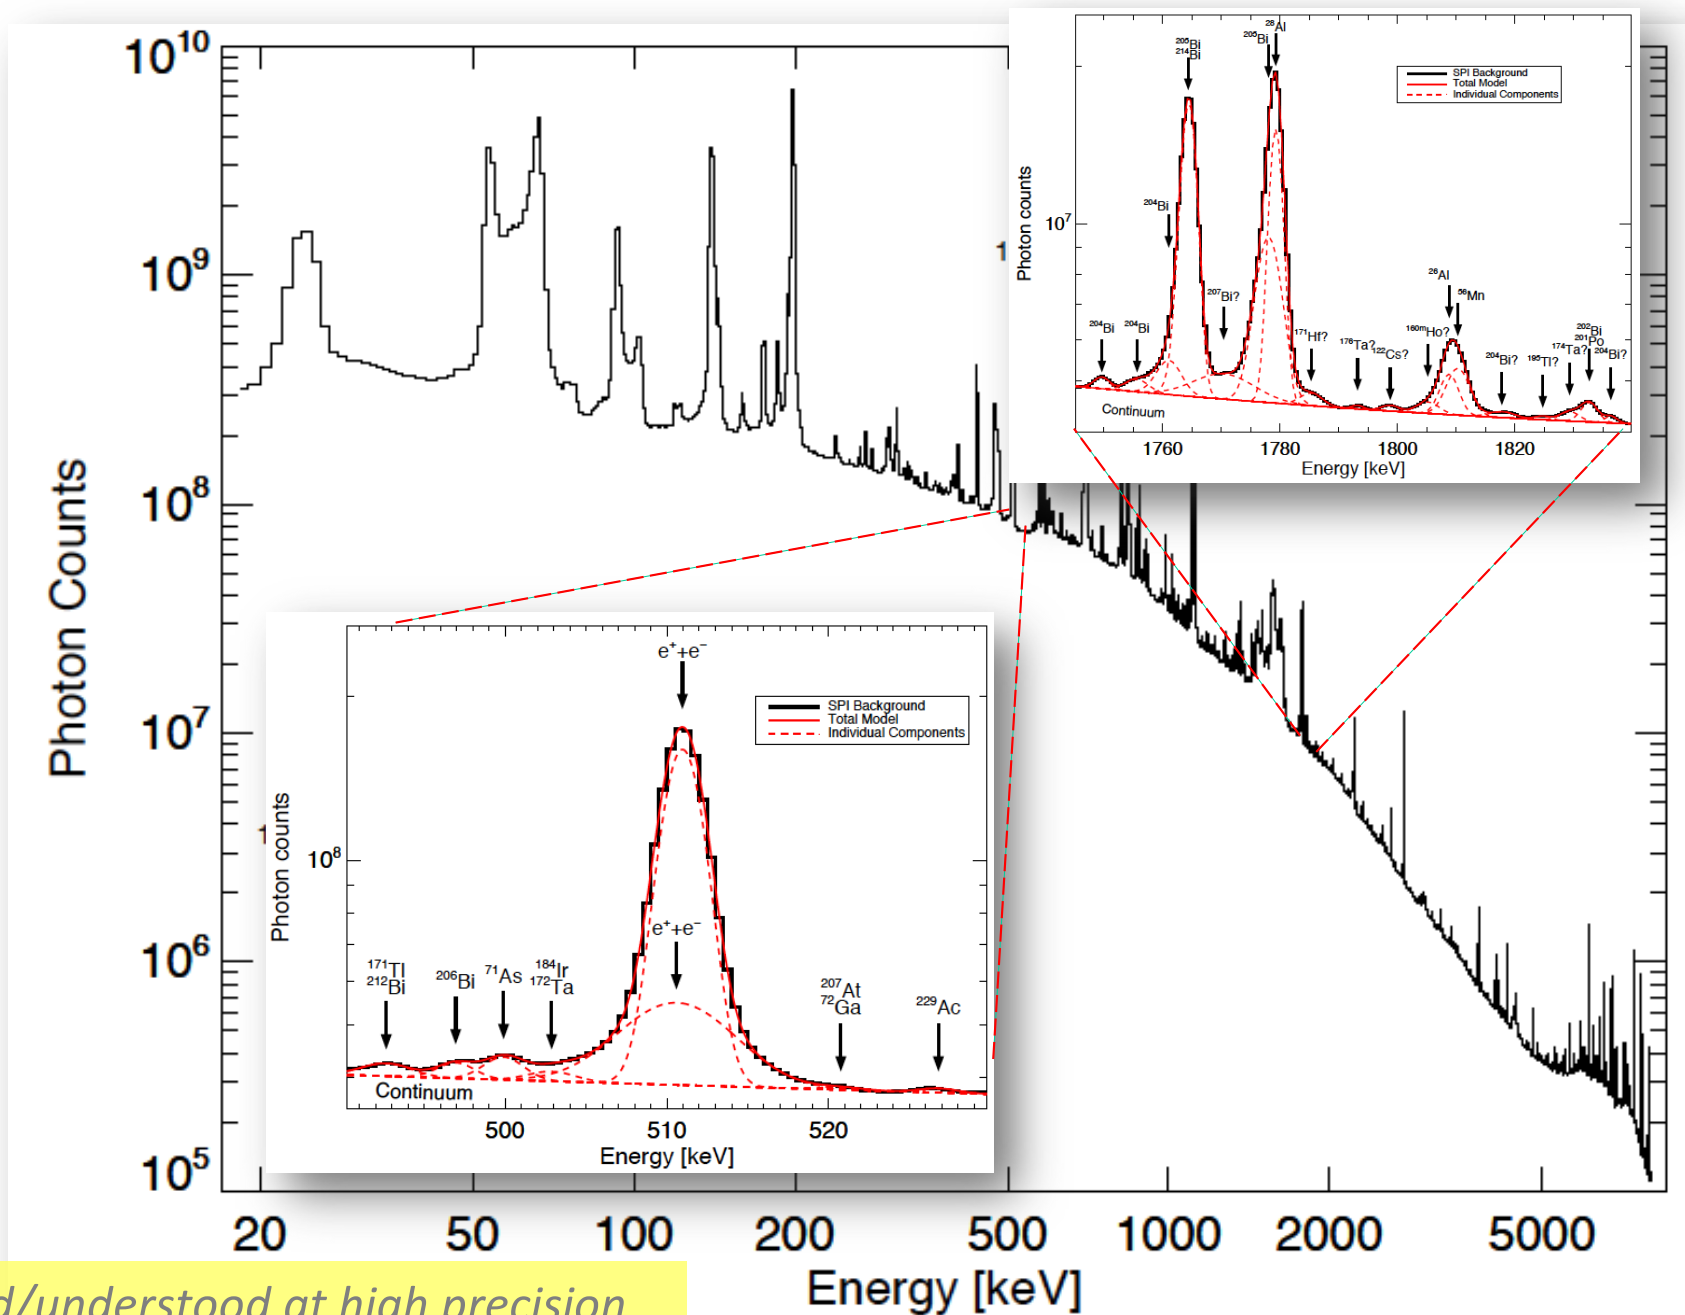 10¹⁰
10⁹
10⁸
10⁷
10⁶
10⁵
Photon Counts
20
50
100
200
500
1000
2000
5000
Energy [keV]
1
1
²⁰⁵Bi
²¹⁴Bi
²⁰⁵Bi
²⁸Al
SPI Background
Total Model
Individual Components
²⁰⁴Bi
²⁰⁷Bi?
²⁶Al
⁵⁶Mn
²⁰⁴Bi
²⁰⁴Bi
¹⁷¹Hf?
¹⁷⁶Ta?
¹²²Cs?
¹⁶⁰ᵐHo?
²⁰⁴Bi?
¹⁹⁵Tl?
¹⁷⁴Ta?
²⁰²Bi
²⁰¹Po
²⁰⁴Bi?
Continuum
10⁷
Photon counts
1760
1780
1800
1820
Energy [keV]
e⁺+e⁻
SPI Background
Total Model
Individual Components
10⁸
Photon counts
e⁺+e⁻
¹⁷¹Tl
²¹²Bi
²⁰⁶Bi
⁷¹As
¹⁸⁴Ir
¹⁷²Ta
²⁰⁷At
⁷²Ga
²²⁹Ac
Continuum
500
510
520
Energy [keV]
d/understood at high precision